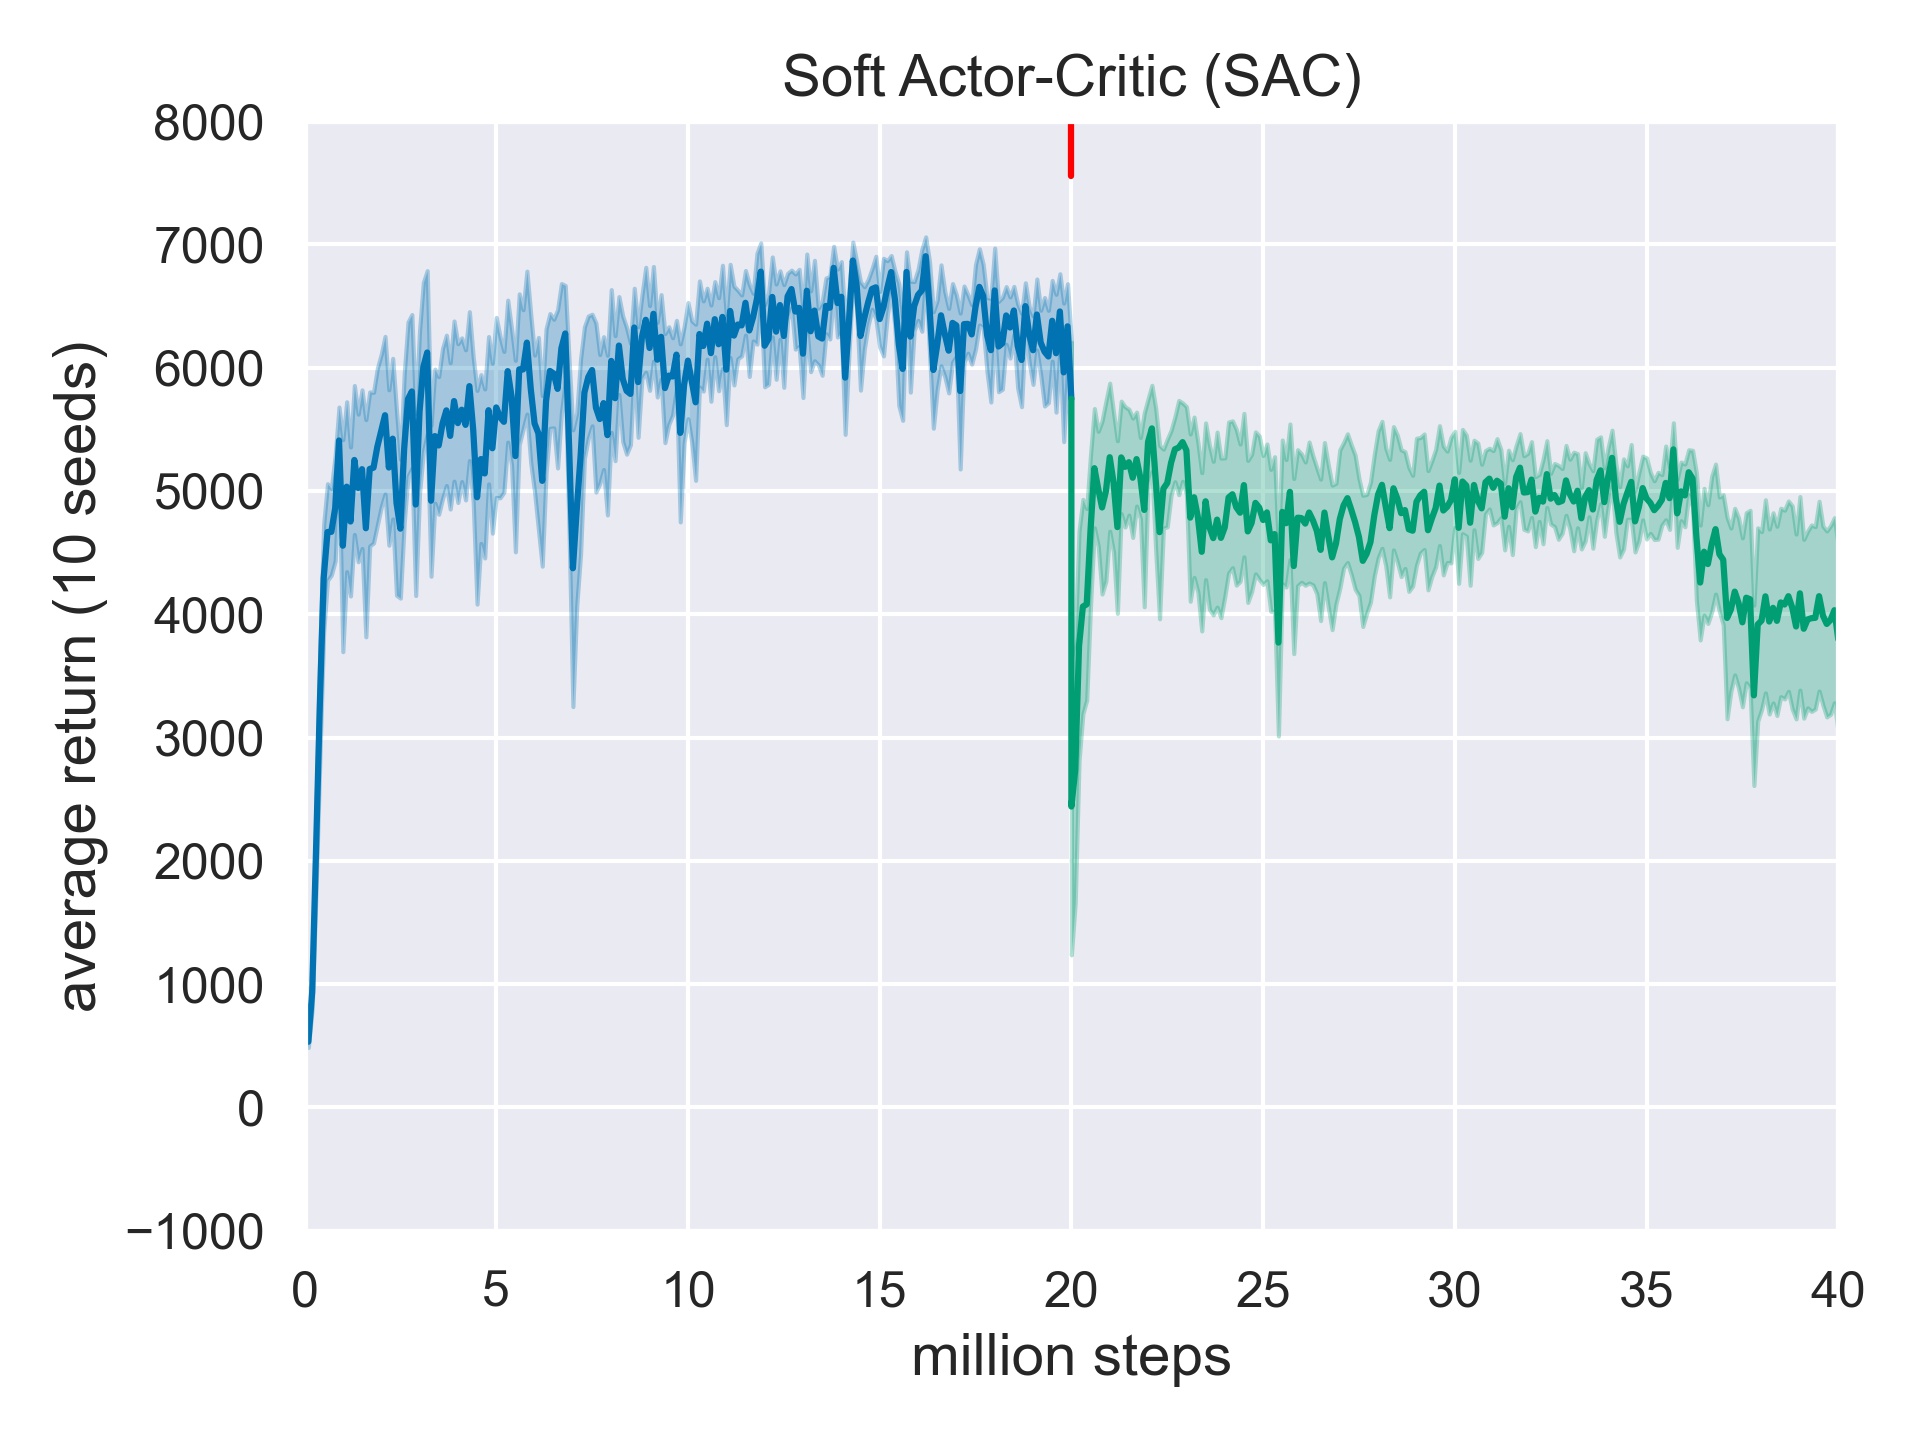 Soft Actor-Critic (SAC)
8000
7000
6000
5000
4000
3000
2000
1000
0
−1000
average return (10 seeds)
0 5 10 15 20 25 30 35 40
million steps